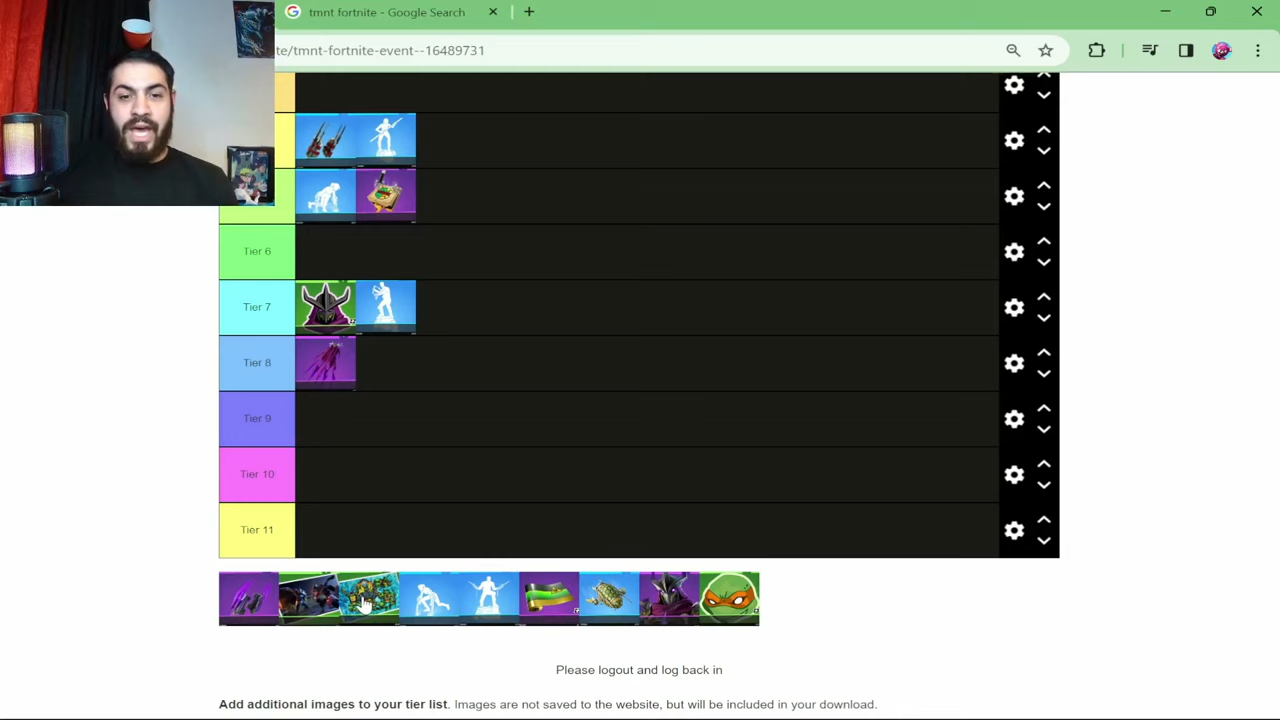 tmnt fortnite - Google Search
te/tmnt-fortnite-event--16489731
Tier 6
Tier 7
Tier 8
Tier 9
Tier 10
Tier 11
Please logout and log back in
Add additional images to your tier list. Images are not saved to the website, but will be included in your download.